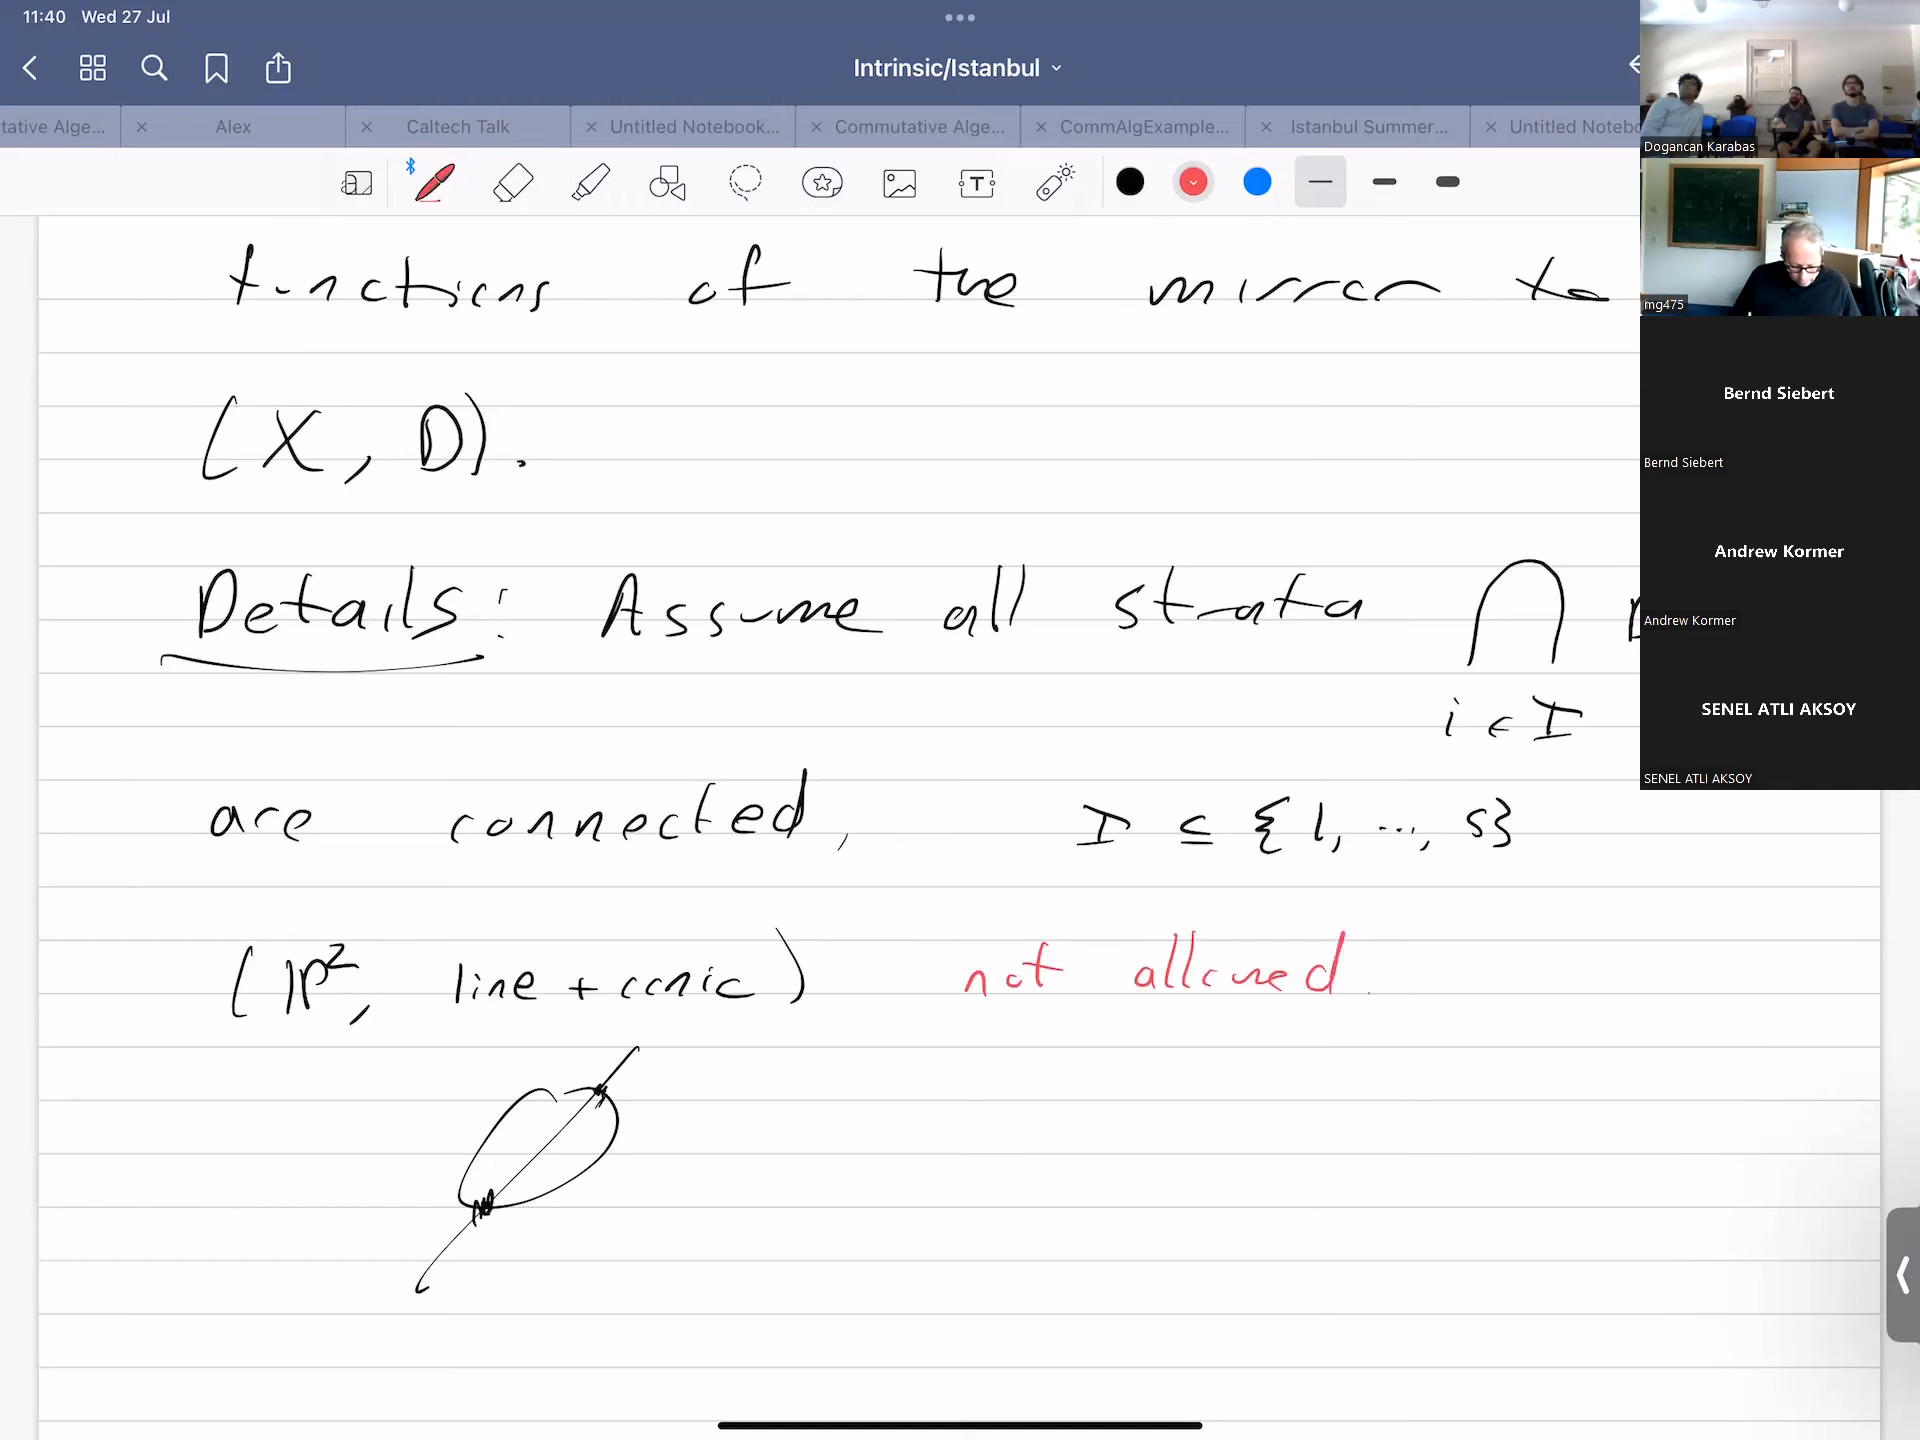 11:40 Wed 27 Jul
Intrinsic/Istanbul
tative Alge... Alex Caltech Talk Untitled Notebook... Commutative Alge... CommAlgExample... Istanbul Summer... Untitled Notebo
functions of the mirror to
(X, D).
Details: Assume all strata ⋂
i ∈ I
are connected, I ⊆ {1, ..., s}
(ℙ², line + conic) not allowed.
Dogancan Karabas
mg475
Bernd Siebert
Bernd Siebert
Andrew Kormer
Andrew Kormer
SENEL ATLI AKSOY
SENEL ATLI AKSOY